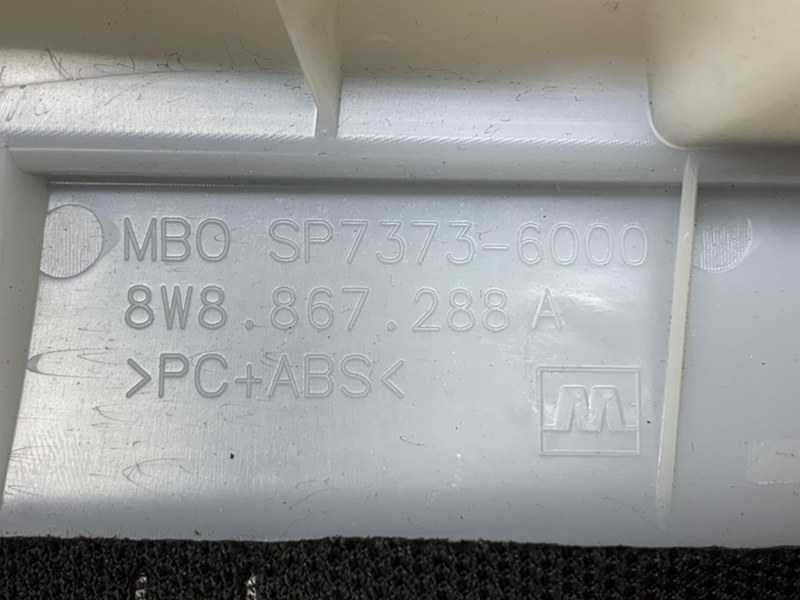 MBO SP7373-6000
8W8.867.288 A
>PC+ABS<
M